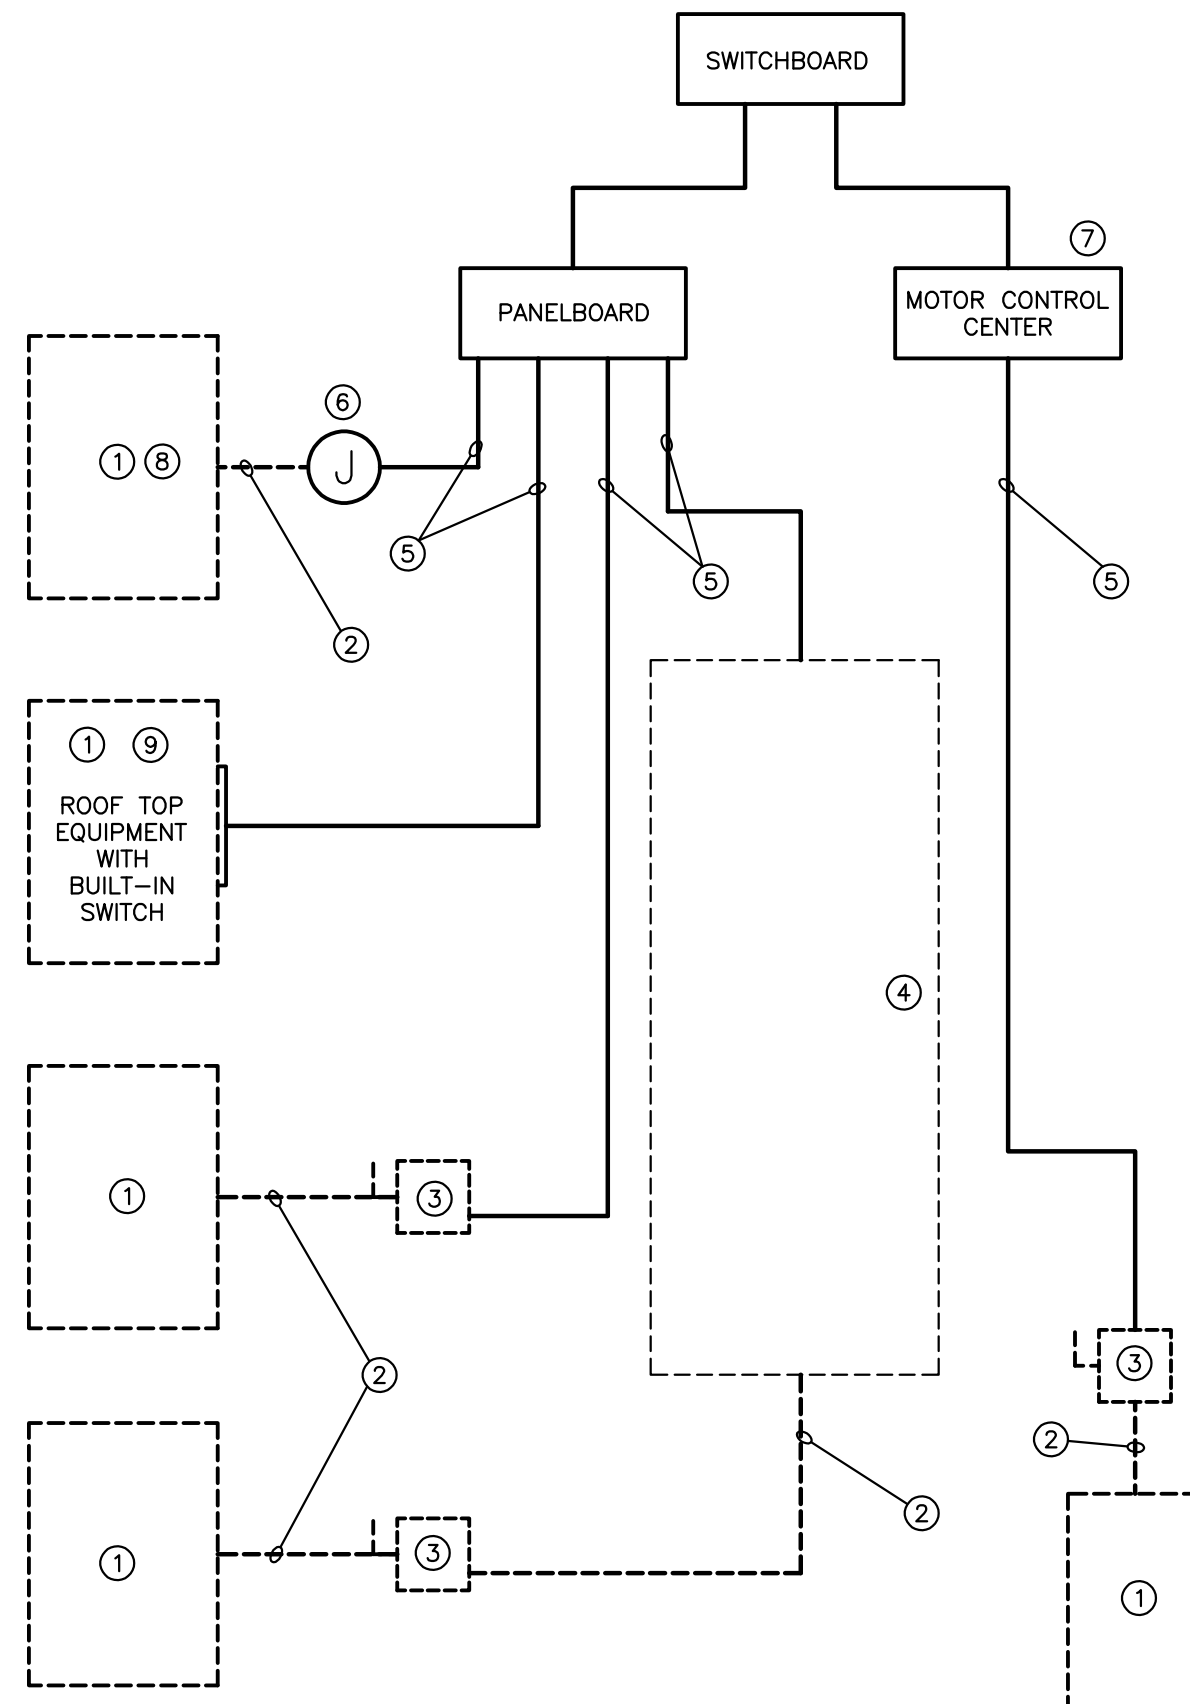 SWITCHBOARD
7
PANELBOARD
MOTOR CONTROL
CENTER
6
1 8
J
5
5
5
2
1 9
ROOF TOP
EQUIPMENT
WITH
BUILT-IN
SWITCH
4
1
3
3
2
2
2
3
1
1